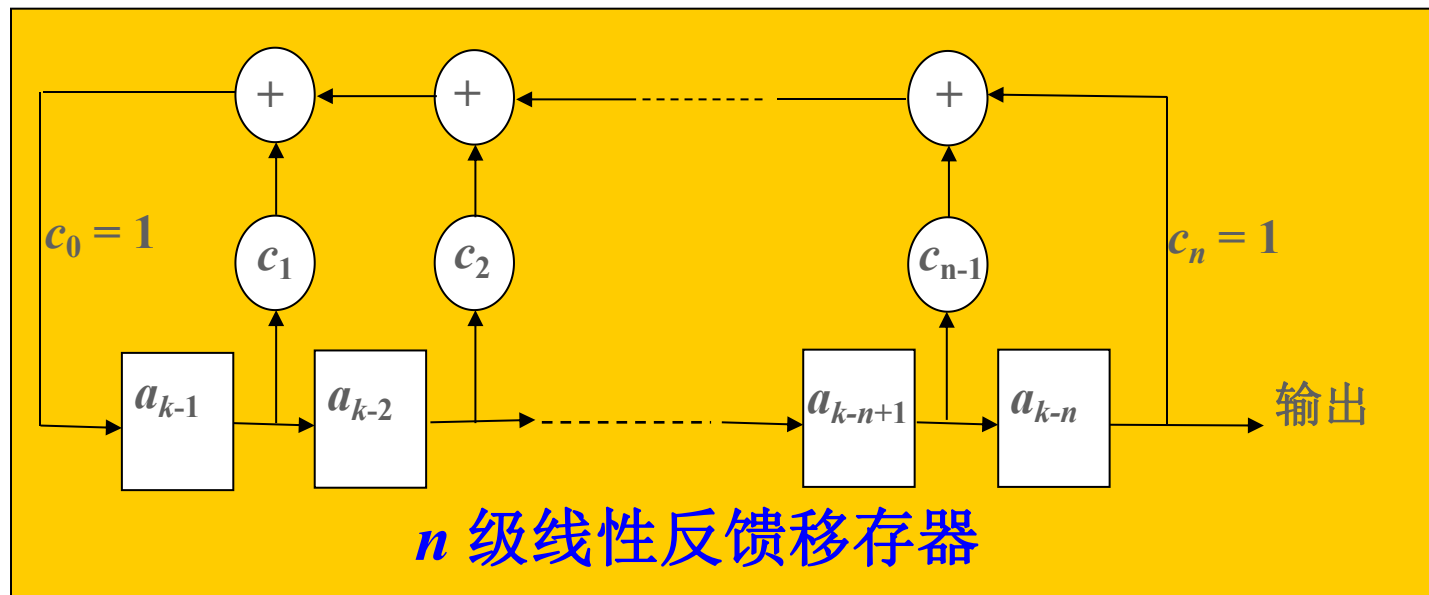 + + +
c₀ = 1
c₁ c₂ cₙ₋₁
cₙ = 1
aₖ₋₁ aₖ₋₂ aₖ₋ₙ₊₁ aₖ₋ₙ
输出
n 级线性反馈移存器